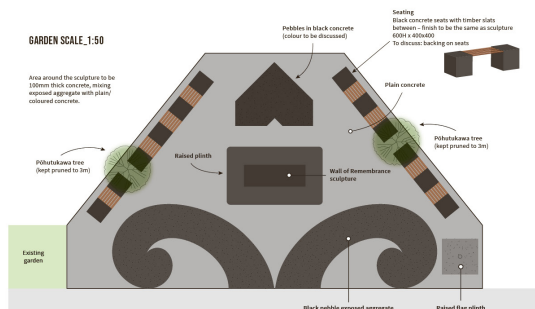 GARDEN SCALE_1:50
Area around the sculpture to be
100mm thick concrete, mixing
exposed aggregate with plain/
coloured concrete.
Pebbles in black concrete
(colour to be discussed)
Seating
Black concrete seats with timber slats
between – finish to be the same as sculpture
600H x 400x400
To discuss: backing on seats
Plain concrete
Pōhutukawa tree
(kept pruned to 3m)
Pōhutukawa tree
(kept pruned to 3m)
Raised plinth
Wall of Remembrance
sculpture
Existing
garden
Black pebble exposed aggregate
Raised flag plinth